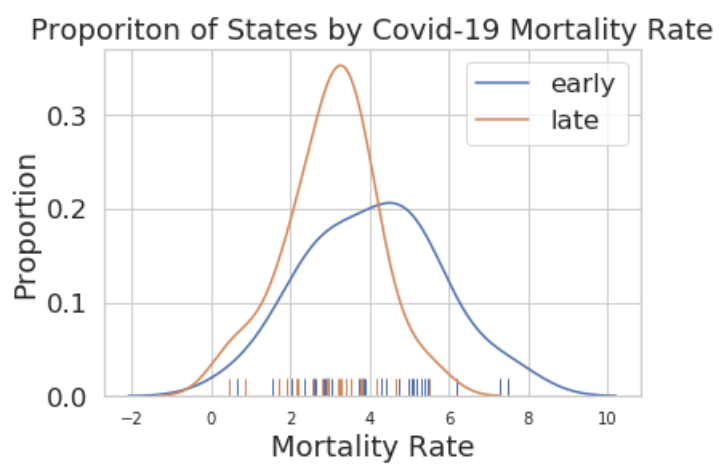 Proporiton of States by Covid-19 Mortality Rate
early
late
Proportion
0.3
0.2
0.1
0.0
−2 0 2 4 6 8 10
Mortality Rate